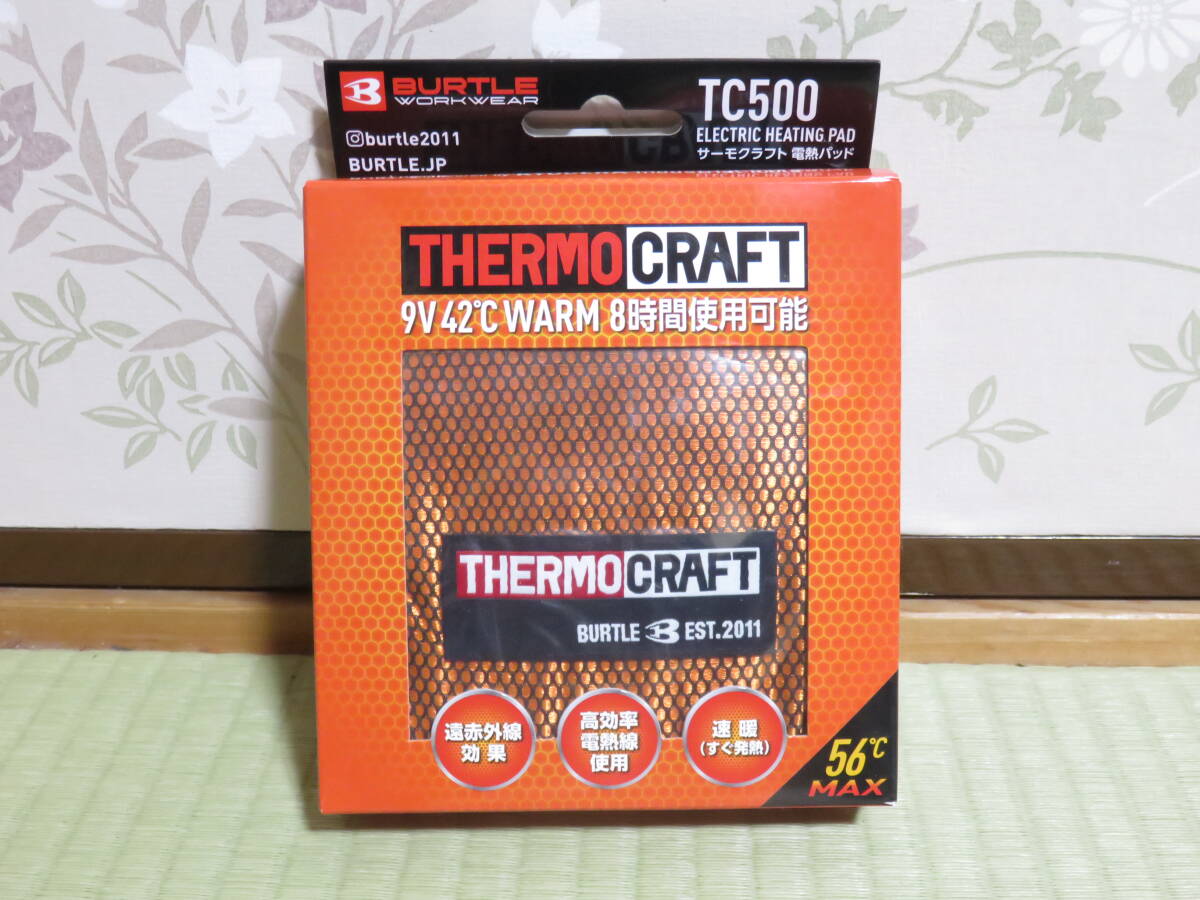 BURTLE
WORKWEAR
burtle2011
BURTLE.JP
TC500
ELECTRIC HEATING PAD
サーモクラフト 電熱パッド
THERMOCRAFT
9V 42℃ WARM 8時間使用可能
THERMOCRAFT
BURTLE EST.2011
遠赤外線
効果
高効率
電熱線
使用
速暖
(すぐ発熱)
56℃
MAX